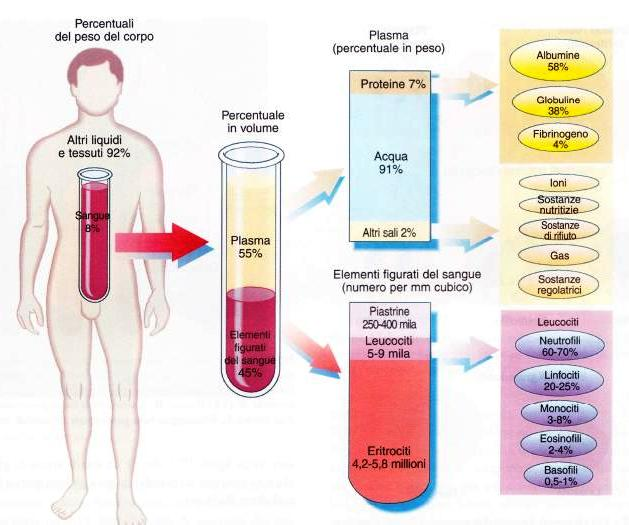 Percentuali
del peso del corpo
Altri liquidi
e tessuti 92%
Sangue
8%
Percentuale
in volume
Plasma
55%
Elementi
figurati
del sangue
45%
Plasma
(percentuale in peso)
Proteine 7%
Acqua
91%
Altri sali 2%
Albumine
58%
Globuline
38%
Fibrinogeno
4%
Ioni
Sostanze
nutritizie
Sostanze
di rifiuto
Gas
Sostanze
regolatrici
Elementi figurati del sangue
(numero per mm cubico)
Piastrine
250-400 mila
Leucociti
5-9 mila
Eritrociti
4,2-5,8 millioni
Leucociti
Neutrofili
60-70%
Linfociti
20-25%
Monociti
3-8%
Eosinofili
2-4%
Basofili
0,5-1%